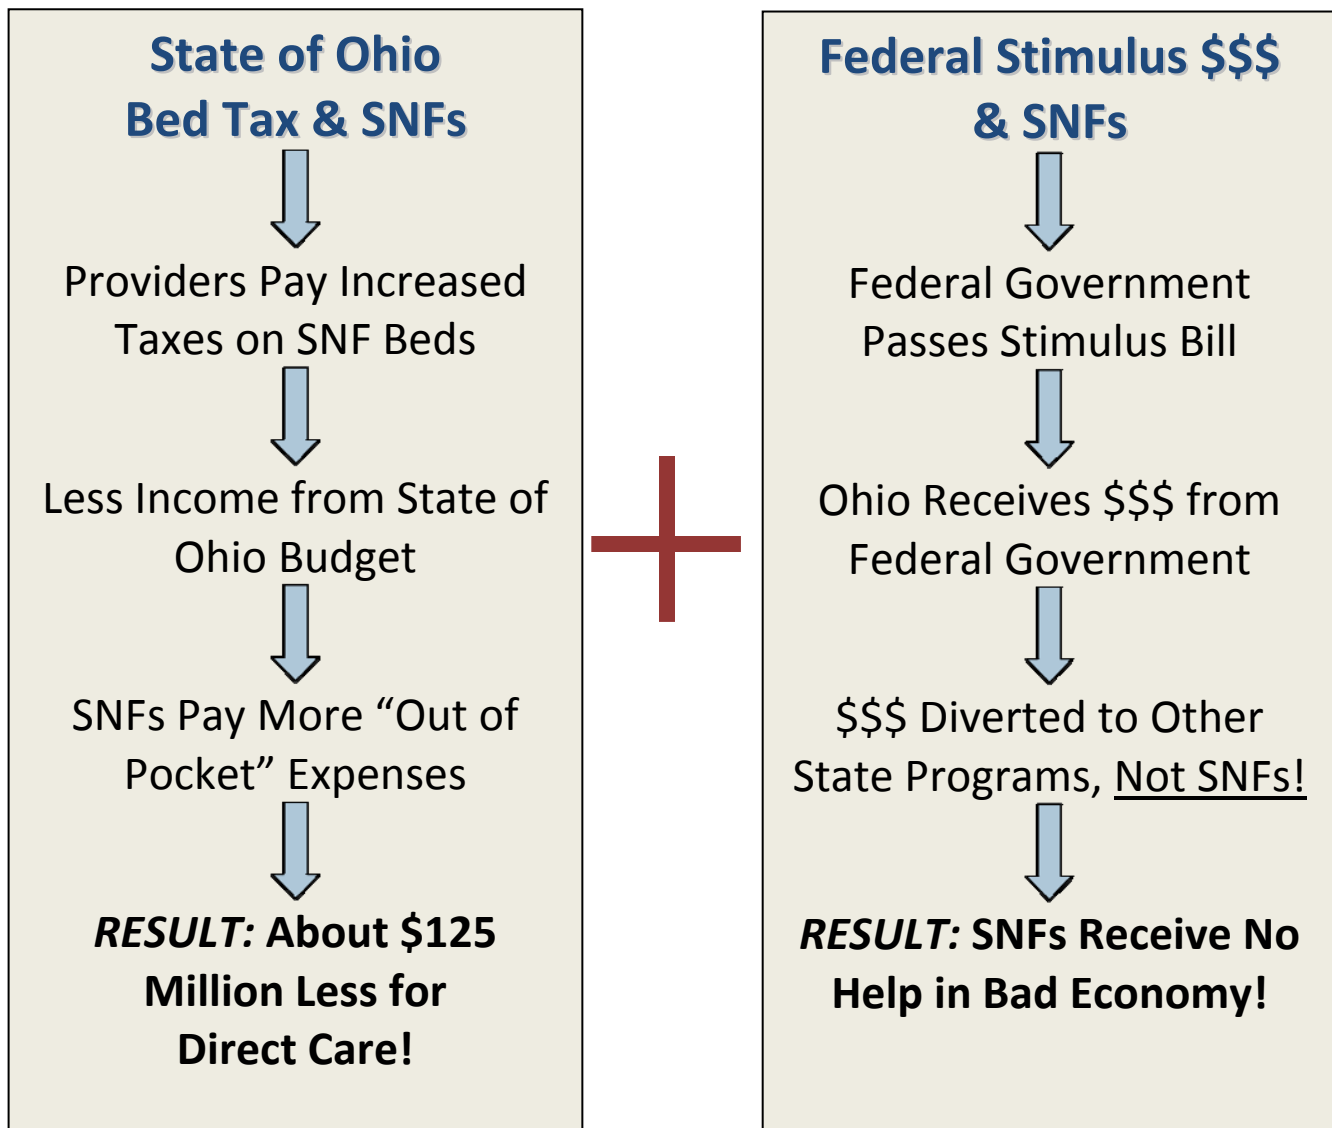 State of Ohio
Bed Tax & SNFs
Providers Pay Increased
Taxes on SNF Beds
Less Income from State of
Ohio Budget
SNFs Pay More “Out of
Pocket” Expenses
RESULT: About $125
Million Less for
Direct Care!
Federal Stimulus $$$
& SNFs
Federal Government
Passes Stimulus Bill
Ohio Receives $$$ from
Federal Government
$$$ Diverted to Other
State Programs, Not SNFs!
RESULT: SNFs Receive No
Help in Bad Economy!